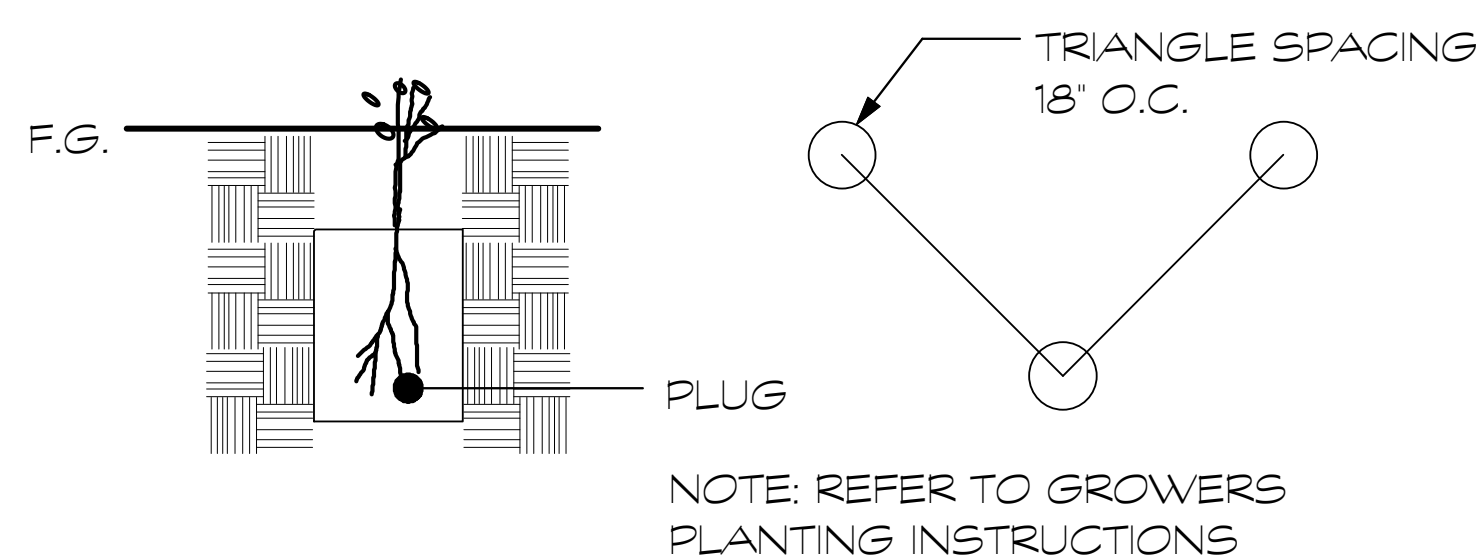 F.G.
TRIANGLE SPACING
18" O.C.
PLUG
NOTE: REFER TO GROWERS
PLANTING INSTRUCTIONS